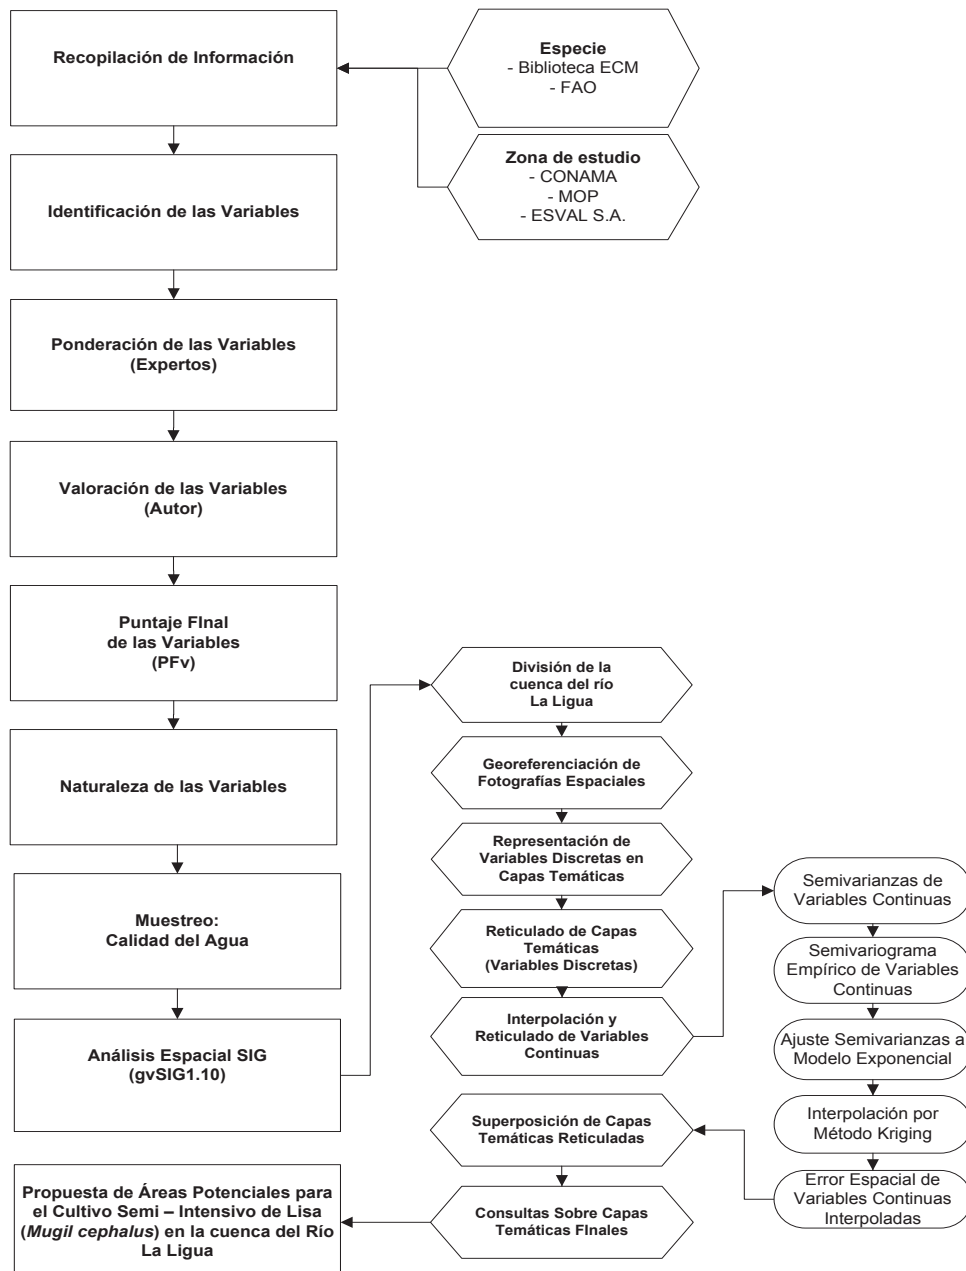 Recopilación de Información
Especie
- Biblioteca ECM
- FAO
Zona de estudio
- CONAMA
- MOP
- ESVAL S.A.
Identificación de las Variables
Ponderación de las Variables
(Expertos)
Valoración de las Variables
(Autor)
Puntaje FInal
de las Variables
(PFv)
Naturaleza de las Variables
Muestreo:
Calidad del Agua
Análisis Espacial SIG
(gvSIG1.10)
División de la
cuenca del río
La Ligua
Georeferenciación de
Fotografías Espaciales
Representación de
Variables Discretas en
Capas Temáticas
Reticulado de Capas
Temáticas
(Variables Discretas)
Interpolación y
Reticulado de Variables
Continuas
Semivarianzas de
Variables Continuas
Semivariograma
Empírico de Variables
Continuas
Ajuste Semivarianzas a
Modelo Exponencial
Interpolación por
Método Kriging
Error Espacial de
Variables Continuas
Interpoladas
Superposición de Capas
Temáticas Reticuladas
Consultas Sobre Capas
Temáticas FInales
Propuesta de Áreas Potenciales para
el Cultivo Semi – Intensivo de Lisa
(Mugil cephalus) en la cuenca del Río
La Ligua